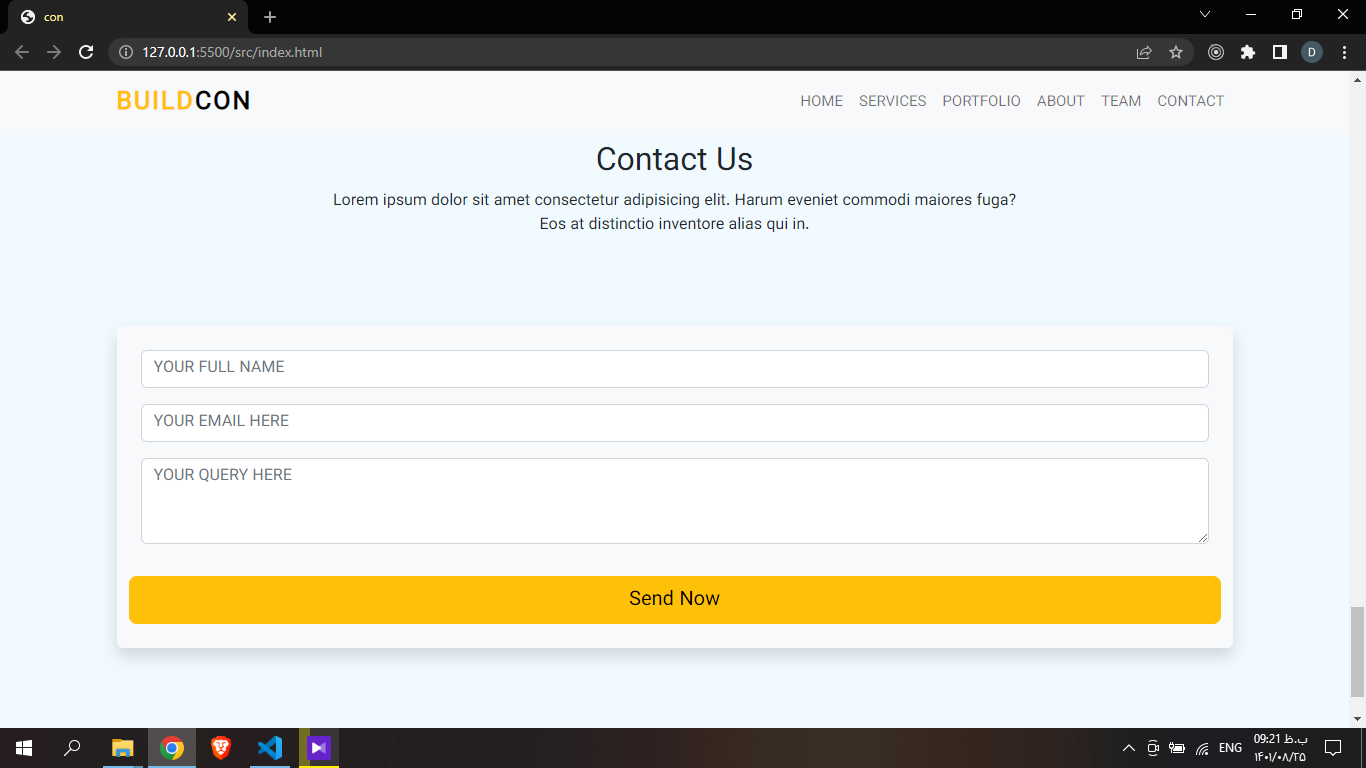 con
127.0.0.1:5500/src/index.html
D
BUILDCON
HOME SERVICES PORTFOLIO ABOUT TEAM CONTACT
Contact Us
Lorem ipsum dolor sit amet consectetur adipisicing elit. Harum eveniet commodi maiores fuga?
Eos at distinctio inventore alias qui in.
YOUR FULL NAME
YOUR EMAIL HERE
YOUR QUERY HERE
Send Now
ENG
09:21 ب.ظ
۱۴۰۱/۰۸/۲۵